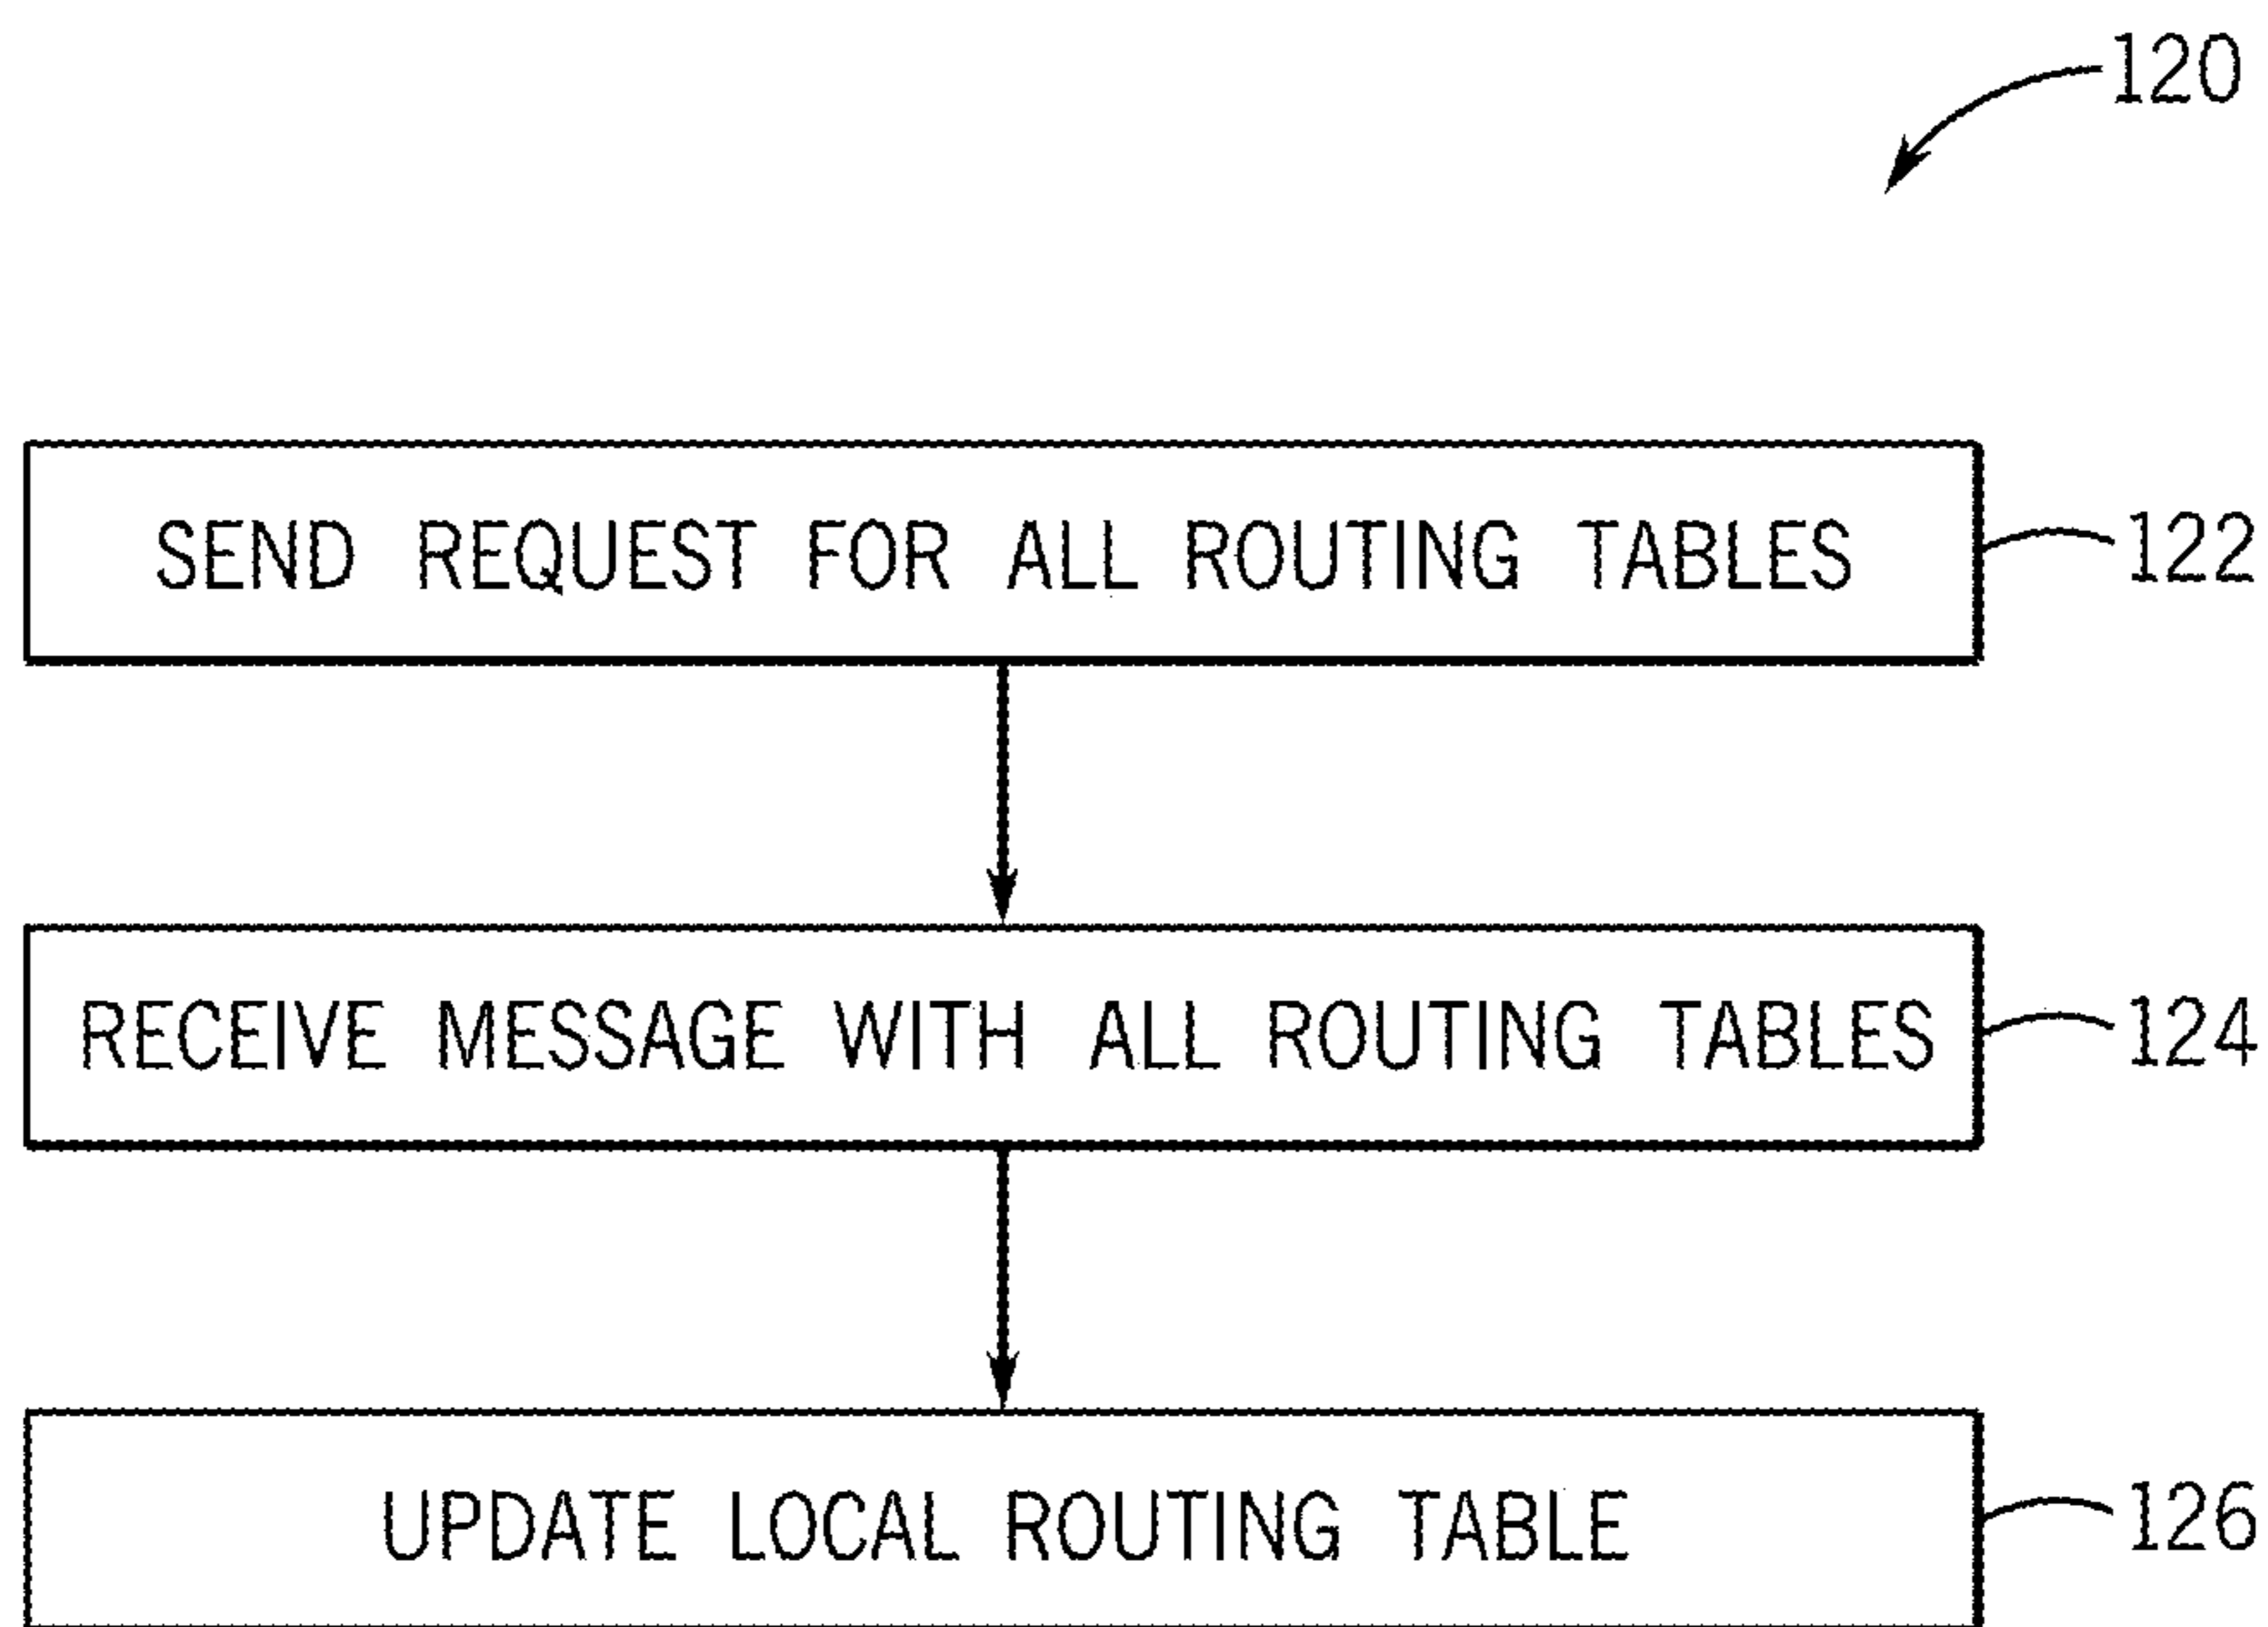 120
SEND REQUEST FOR ALL ROUTING TABLES
122
RECEIVE MESSAGE WITH ALL ROUTING TABLES
124
UPDATE LOCAL ROUTING TABLE
126